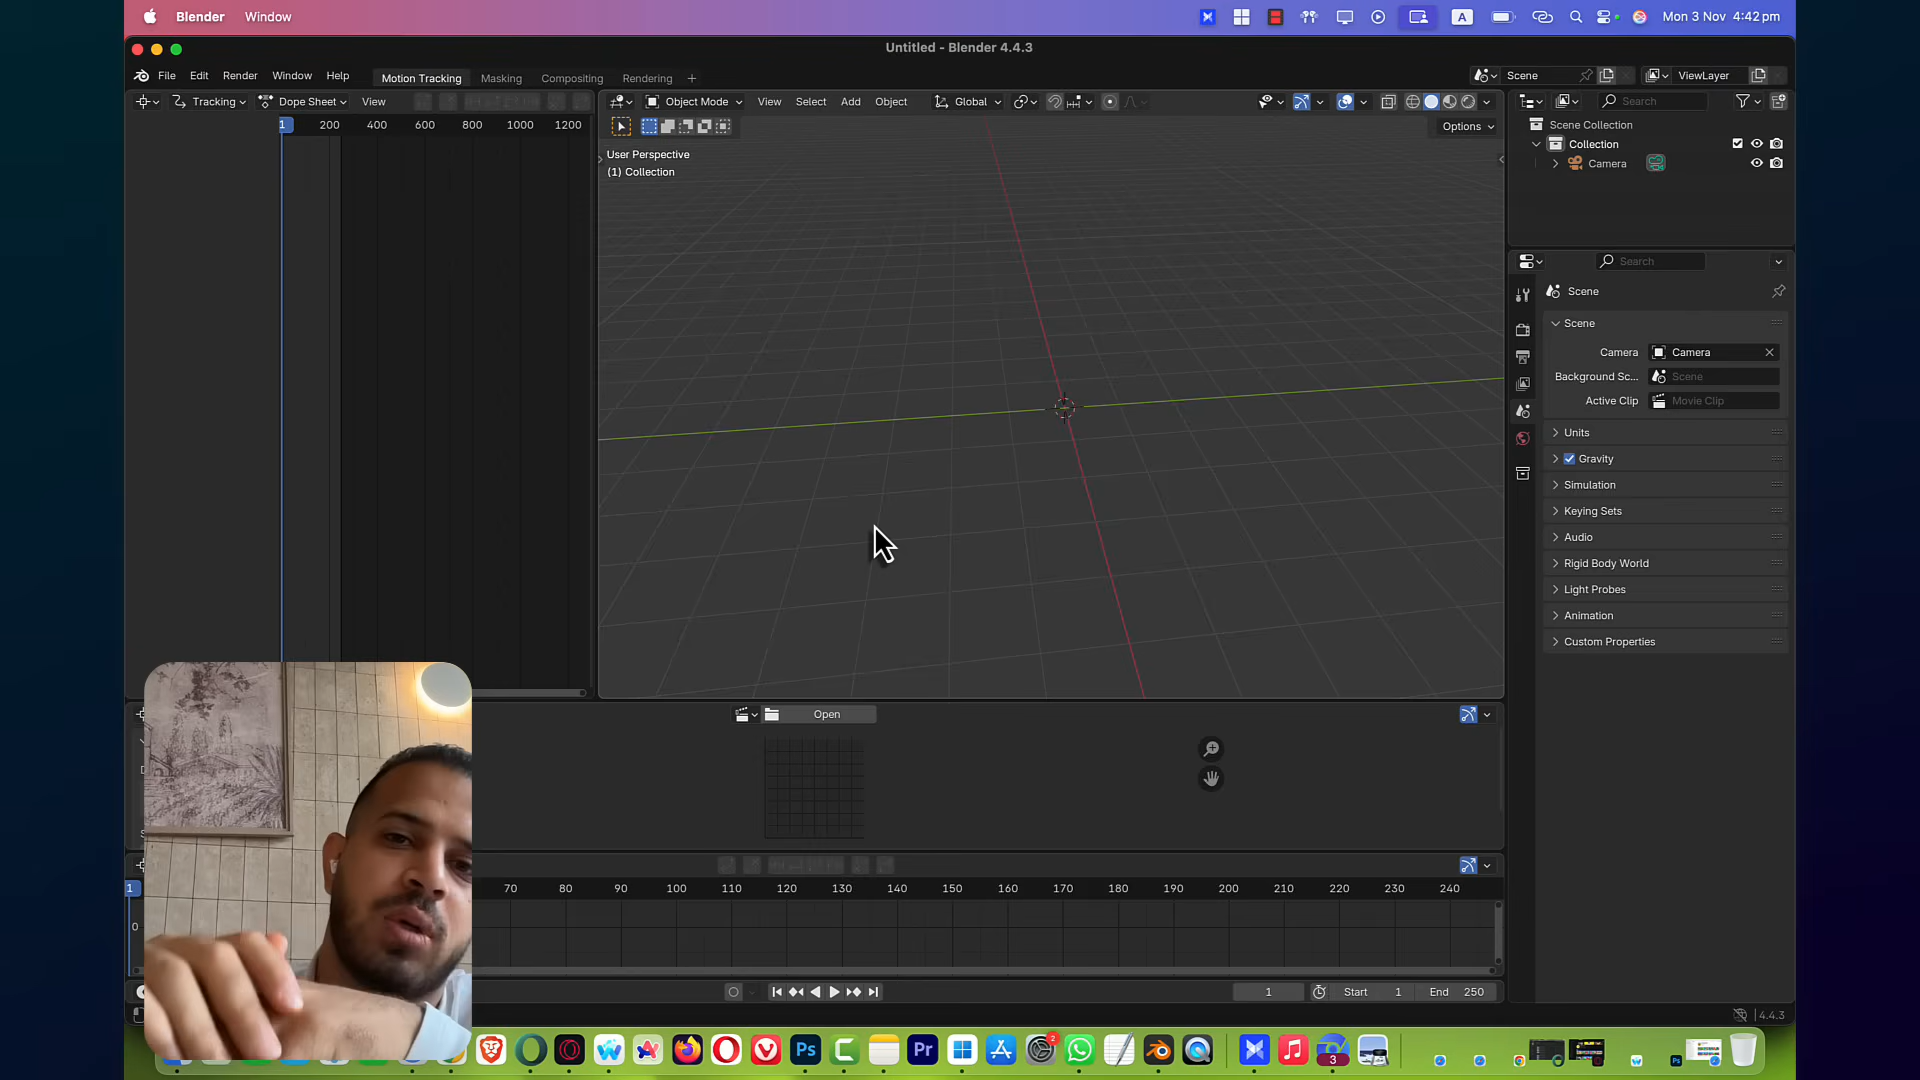 Blender Window
A Mon 3 Nov 4:42 pm
Untitled - Blender 4.4.3
File Edit Render Window Help Motion Tracking Masking Compositing Rendering + Scene ViewLayer
Tracking Dope Sheet View
Object Mode View Select Add Object Global
Search
1 200 400 600 800 1000 1200
Options
User Perspective
(1) Collection
Scene Collection
Collection
Camera
Search
Scene
Scene
Camera Camera
Background Sc... Scene
Active Clip Movie Clip
Units
Gravity
Simulation
Keying Sets
Audio
Rigid Body World
Light Probes
Animation
Custom Properties
Open
1 70 80 90 100 110 120 130 140 150 160 170 180 190 200 210 220 230 240
0
1 Start 1 End 250
4.4.3
Ps Pr 2 3